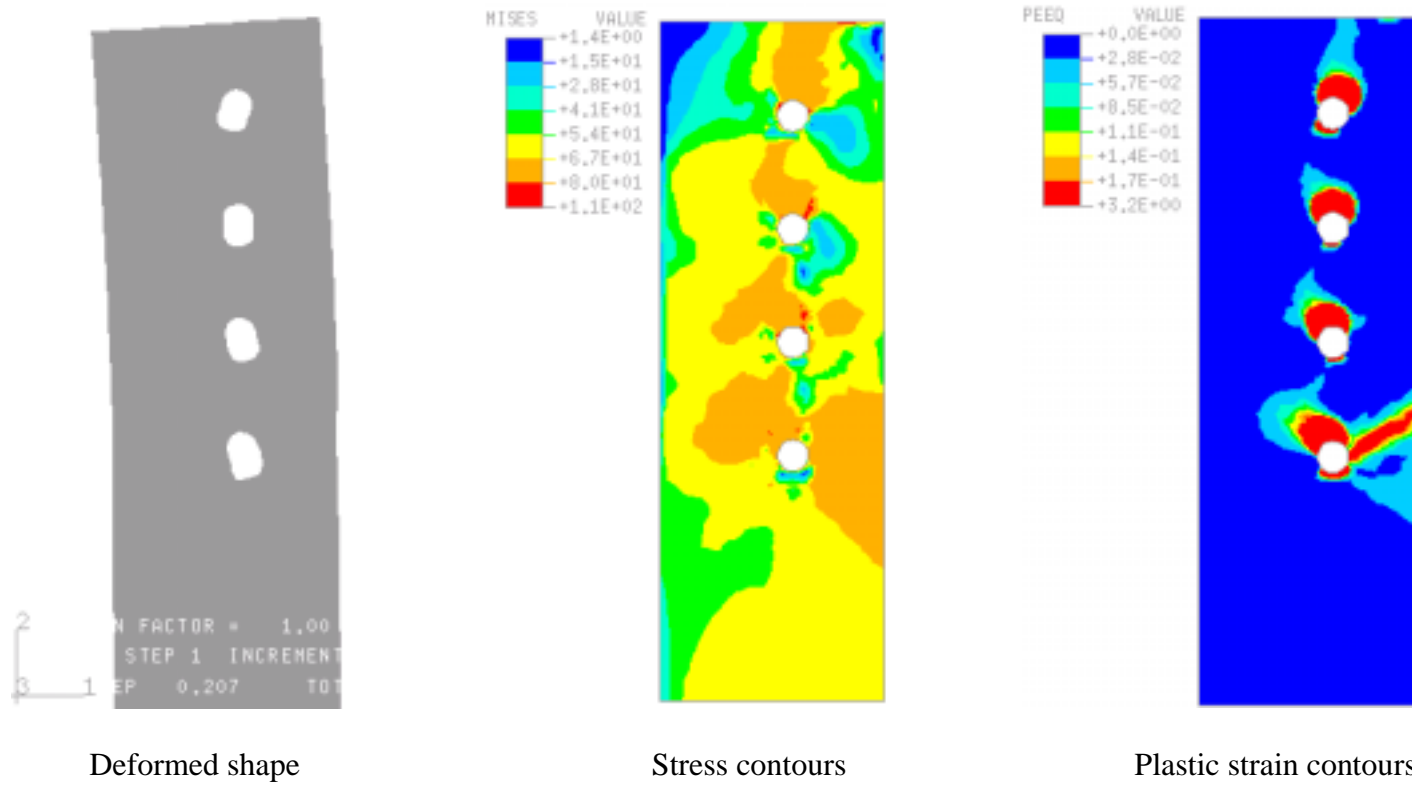 MISES VALUE
+1.4E+00
+1.5E+01
+2.8E+01
+4.1E+01
+5.4E+01
+6.7E+01
+8.0E+01
+1.1E+02
PEEQ VALUE
+0.0E+00
+2.8E-02
+5.7E-02
+8.5E-02
+1.1E-01
+1.4E-01
+1.7E-01
+3.2E+00
2
3 1
N FACTOR = 1.00
STEP 1 INCREMENT
EP 0.207 TOT
Deformed shape
Stress contours
Plastic strain contours